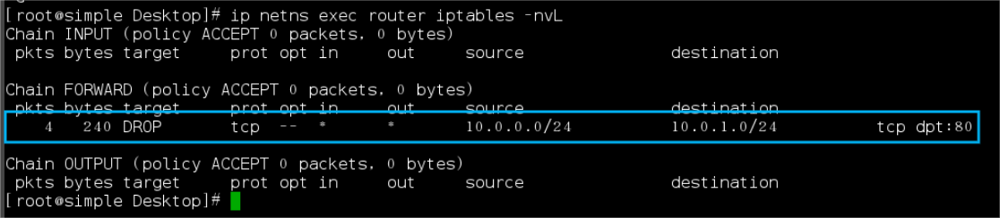 [root@simple Desktop]# ip netns exec router iptables -nvL
Chain INPUT (policy ACCEPT 0 packets, 0 bytes)
 pkts bytes target     prot opt in     out     source               destination

Chain FORWARD (policy ACCEPT 0 packets, 0 bytes)
 pkts bytes target     prot opt in     out     source               destination
    4   240 DROP       tcp  --  *      *       10.0.0.0/24          10.0.1.0/24          tcp dpt:80

Chain OUTPUT (policy ACCEPT 0 packets, 0 bytes)
 pkts bytes target     prot opt in     out     source               destination
[root@simple Desktop]#